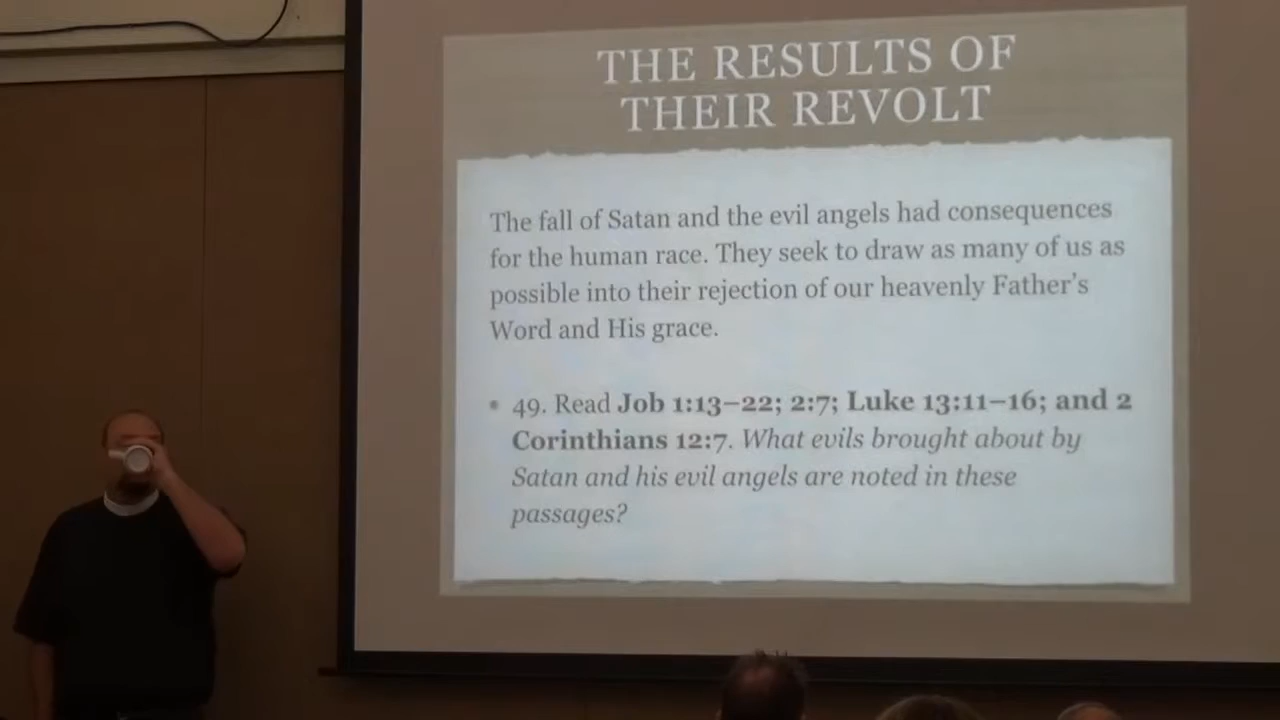 THE RESULTS OF
THEIR REVOLT
The fall of Satan and the evil angels had consequences
for the human race. They seek to draw as many of us as
possible into their rejection of our heavenly Father's
Word and His grace.
• 49. Read Job 1:13–22; 2:7; Luke 13:11–16; and 2
Corinthians 12:7. What evils brought about by
Satan and his evil angels are noted in these
passages?